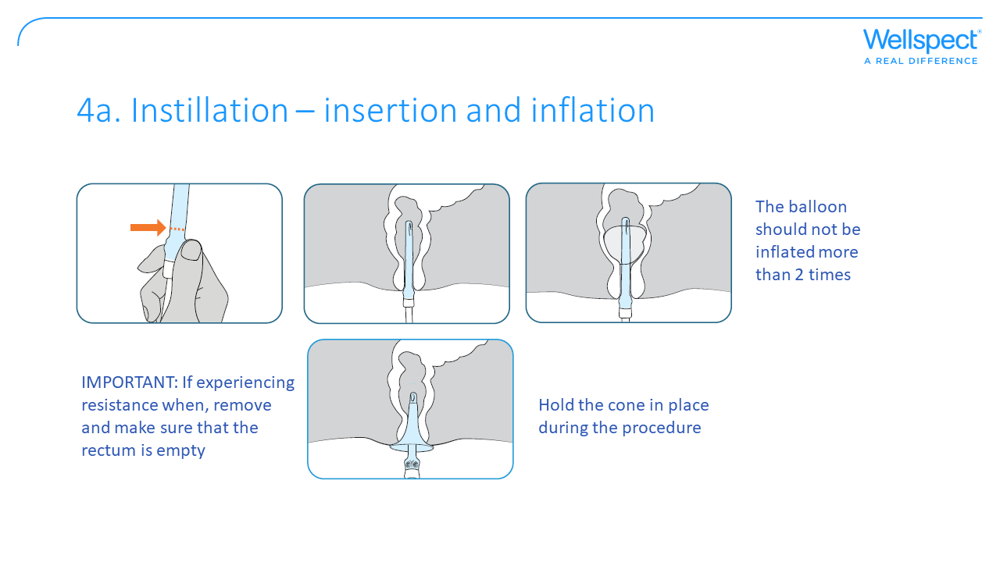 Wellspect®
A REAL DIFFERENCE
4a. Instillation – insertion and inflation
The balloon
should not be
inflated more
than 2 times
IMPORTANT: If experiencing
resistance when, remove
and make sure that the
rectum is empty
Hold the cone in place
during the procedure